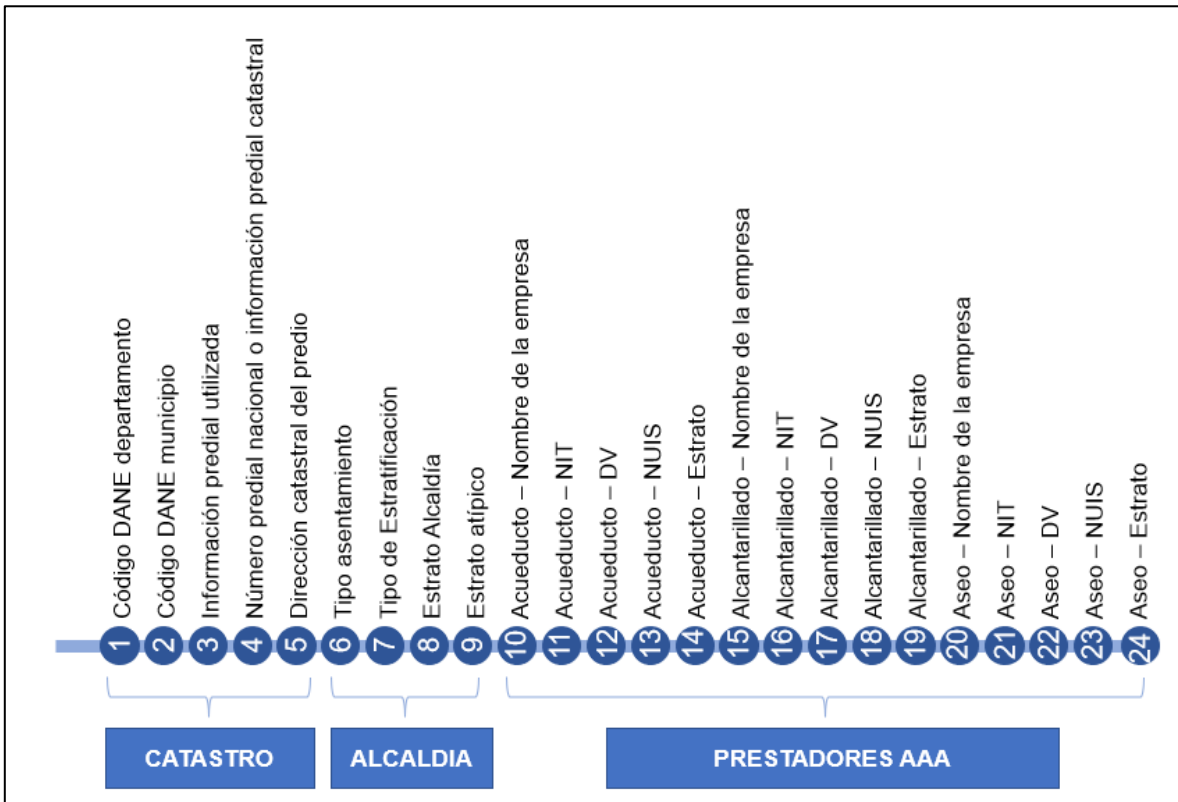 1 Código DANE departamento
2 Código DANE municipio
3 Información predial utilizada
4 Número predial nacional o información predial catastral
5 Dirección catastral del predio
6 Tipo asentamiento
7 Tipo de Estratificación
8 Estrato Alcaldía
9 Estrato atípico
10 Acueducto – Nombre de la empresa
11 Acueducto – NIT
12 Acueducto – DV
13 Acueducto – NUIS
14 Acueducto – Estrato
15 Alcantarillado – Nombre de la empresa
16 Alcantarillado – NIT
17 Alcantarillado – DV
18 Alcantarillado – NUIS
19 Alcantarillado – Estrato
20 Aseo – Nombre de la empresa
21 Aseo – NIT
22 Aseo – DV
23 Aseo – NUIS
24 Aseo – Estrato
CATASTRO
ALCALDIA
PRESTADORES AAA